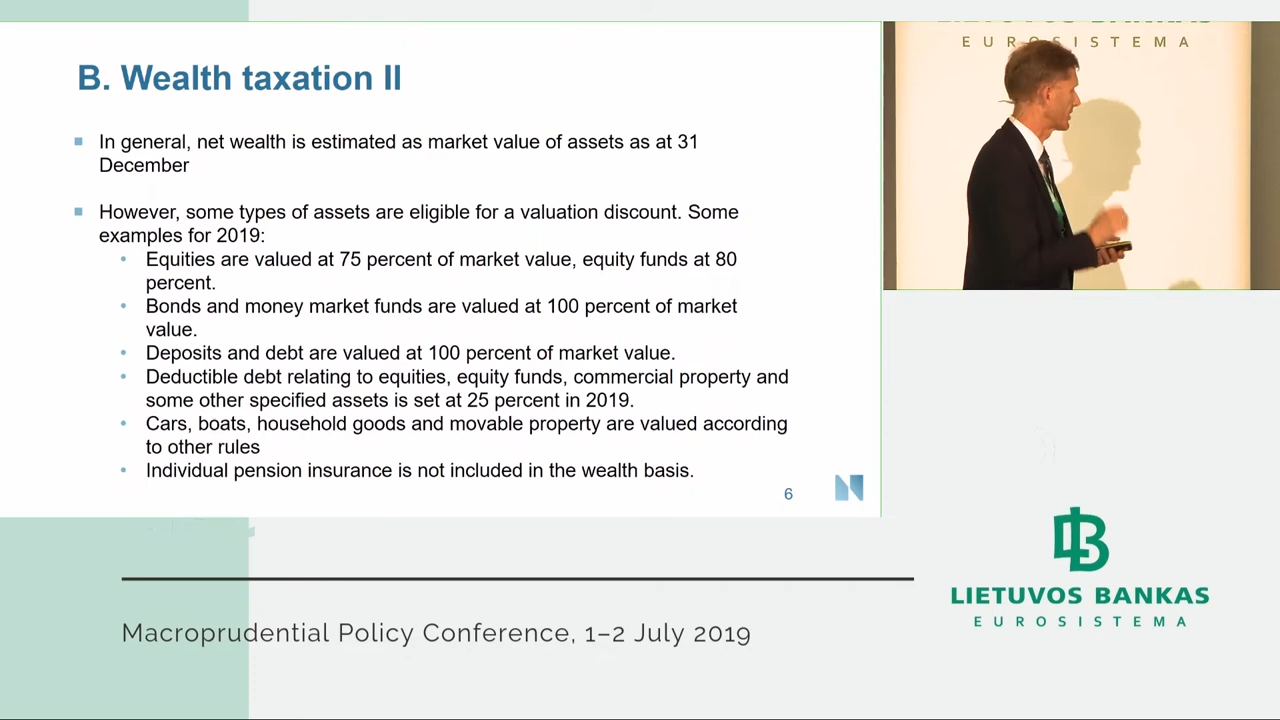 B. Wealth taxation II
In general, net wealth is estimated as market value of assets as at 31
December
However, some types of assets are eligible for a valuation discount. Some
examples for 2019:
Equities are valued at 75 percent of market value, equity funds at 80
percent.
Bonds and money market funds are valued at 100 percent of market
value.
Deposits and debt are valued at 100 percent of market value.
Deductible debt relating to equities, equity funds, commercial property and
some other specified assets is set at 25 percent in 2019.
Cars, boats, household goods and movable property are valued according
to other rules
Individual pension insurance is not included in the wealth basis.
6
LIETUVOS BANKAS
EUROSISTEMA
LIETUVOS BANKAS
EUROSISTEMA
Macroprudential Policy Conference, 1–2 July 2019